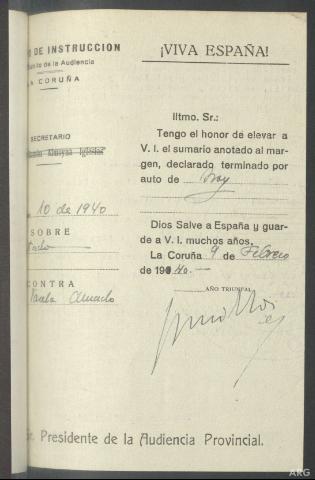 O DE INSTRUCCION
de la Audiencia
A CORUÑA
SECRETARIO
Iglesias
10 de 1940
SOBRE
CONTRA
¡VIVA ESPAÑA!
Iltmo. Sr.:
Tengo el honor de elevar a
V. I. el sumario anotado al mar-
gen, declarado terminado por
auto de hoy
Dios Salve a España y guar-
de a V. I. muchos años.
La Coruña 9 de Febrero
de 1940.—
AÑO TRIUNFAL
Sr. Presidente de la Audiencia Provincial.
ARG